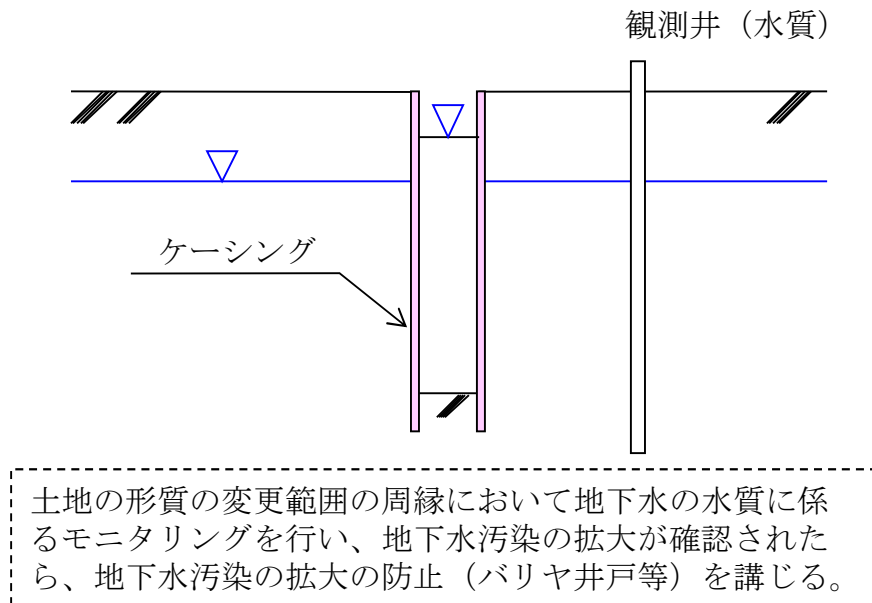 観測井（水質）
ケーシング
土地の形質の変更範囲の周縁において地下水の水質に係
るモニタリングを行い、地下水汚染の拡大が確認された
ら、地下水汚染の拡大の防止（バリヤ井戸等）を講じる。